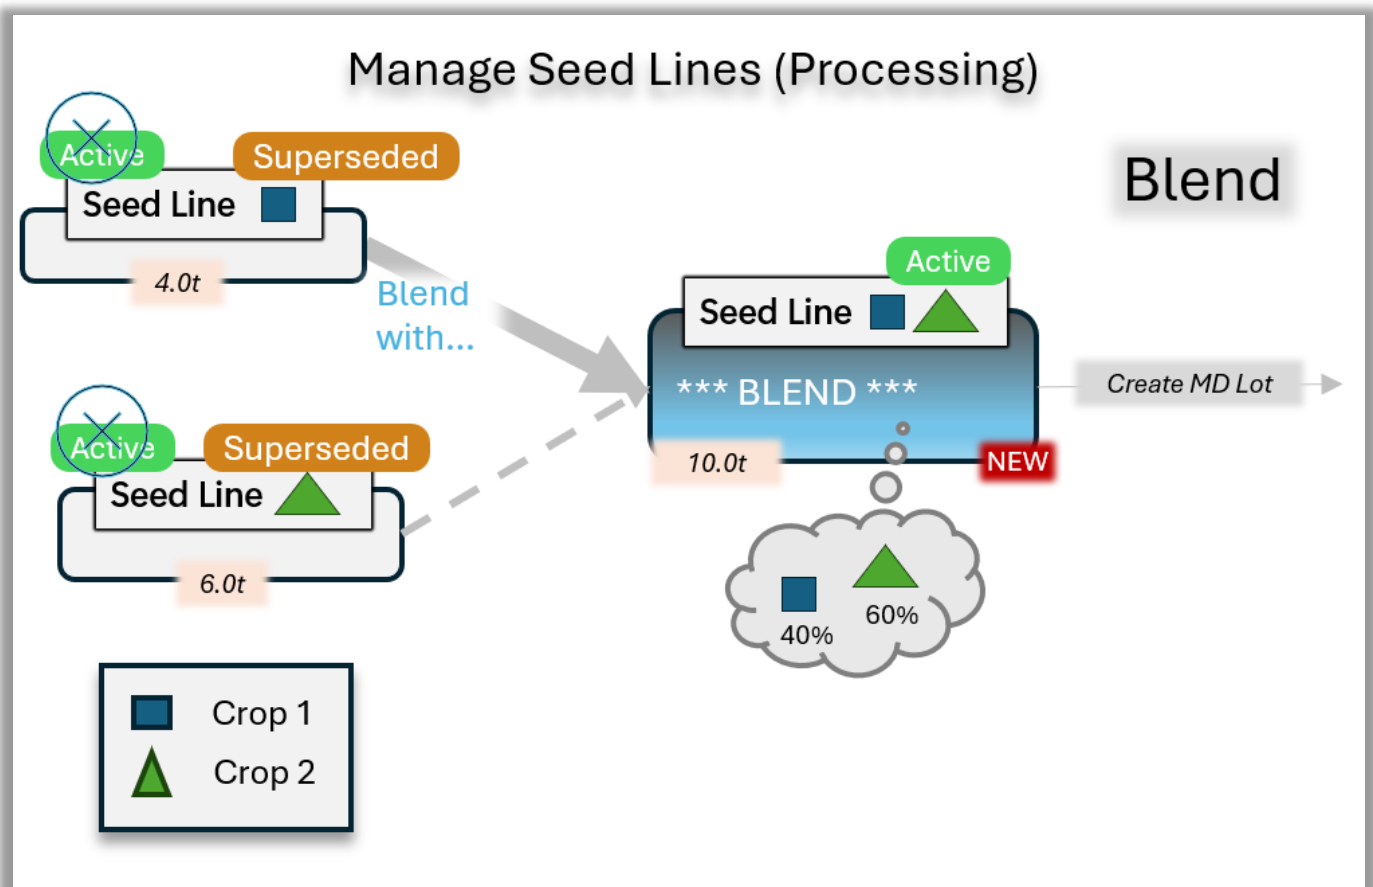 Manage Seed Lines (Processing)
Blend
Active
Superseded
Seed Line
4.0t
Blend
with...
Active
Superseded
Seed Line
6.0t
Active
Seed Line
*** BLEND ***
10.0t
NEW
Create MD Lot
40%
60%
Crop 1
Crop 2